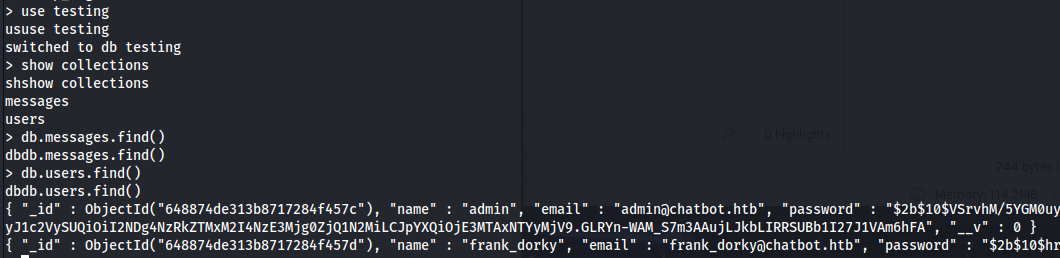 > use testing
ususe testing
switched to db testing
> show collections
shshow collections
messages
users
> db.messages.find()
dbdb.messages.find()
> db.users.find()
dbdb.users.find()
{ "_id" : ObjectId("648874de313b8717284f457c"), "name" : "admin", "email" : "admin@chatbot.htb", "password" : "$2b$10$VSrvhM/5YGM0uy
yJ1c2VySUQiOiI2NDg4NzRkZTMxM2I4NzE3Mjg0ZjQ1N2MiLCJpYXQiOjE3MTAxNTYyMjV9.GLRYn-WAM_S7m3AAujLJkbLIRRSUBb1I27J1VAm6hFA", "__v" : 0 }
{ "_id" : ObjectId("648874de313b8717284f457d"), "name" : "frank_dorky", "email" : "frank_dorky@chatbot.htb", "password" : "$2b$10$hr
0 highlights
744 bytes
Memory: 114.2MB